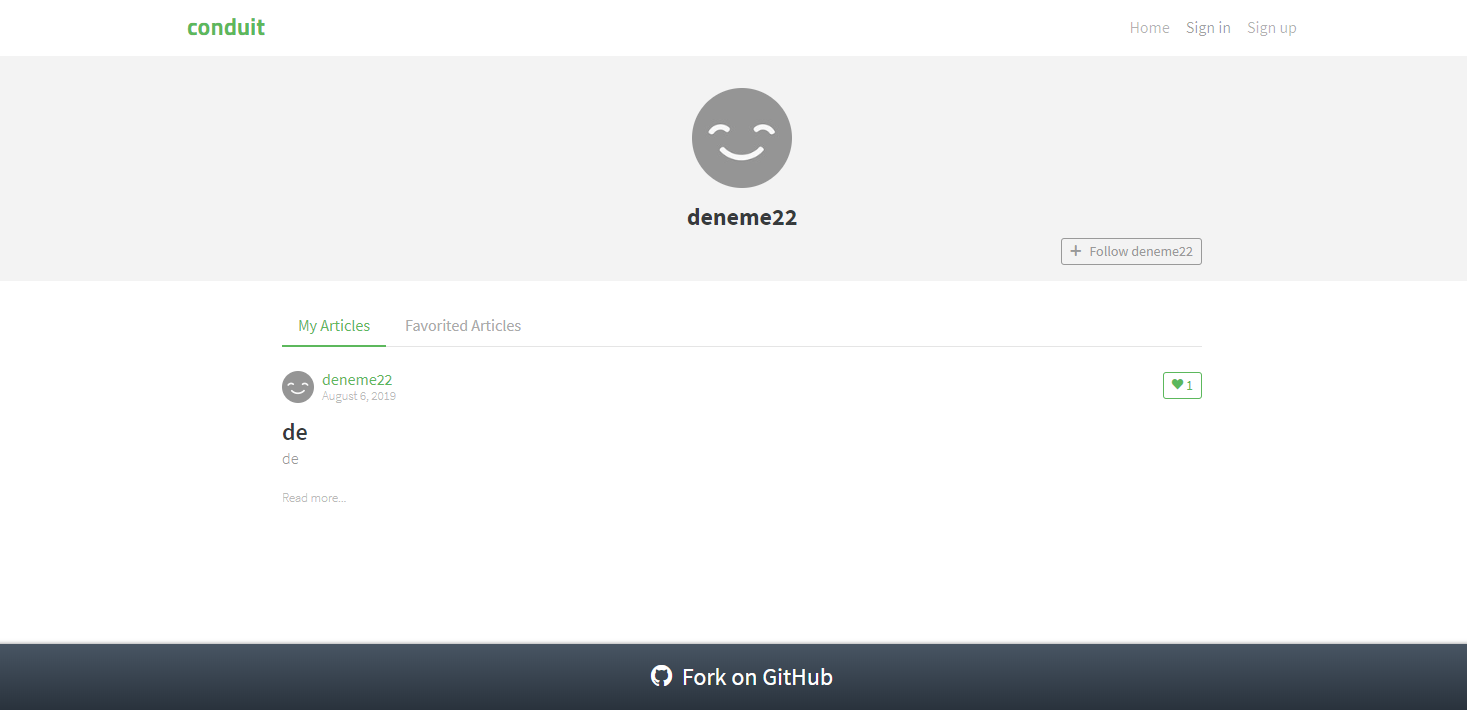 conduit
Home Sign in Sign up
deneme22
Follow deneme22
My Articles Favorited Articles
deneme22
August 6, 2019
1
de
de
Read more...
Fork on GitHub